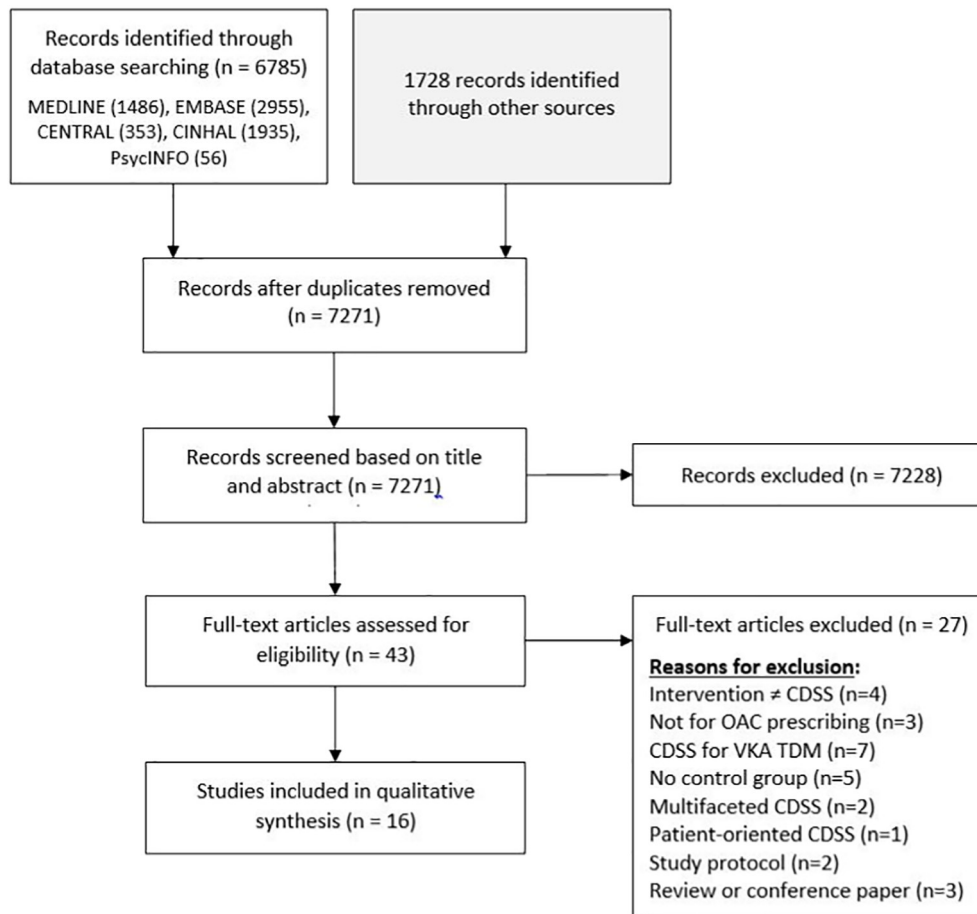 Records identified through
database searching (n = 6785)
MEDLINE (1486), EMBASE (2955),
CENTRAL (353), CINHAL (1935),
PsycINFO (56)
1728 records identified
through other sources
Records after duplicates removed
(n = 7271)
Records screened based on title
and abstract (n = 7271)
Records excluded (n = 7228)
Full-text articles assessed for
eligibility (n = 43)
Full-text articles excluded (n = 27)
Reasons for exclusion:
Intervention ≠ CDSS (n=4)
Not for OAC prescribing (n=3)
CDSS for VKA TDM (n=7)
No control group (n=5)
Multifaceted CDSS (n=2)
Patient-oriented CDSS (n=1)
Study protocol (n=2)
Review or conference paper (n=3)
Studies included in qualitative
synthesis (n = 16)